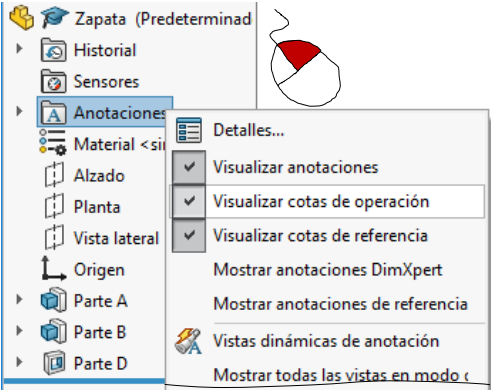 Zapata (Predeterminad
Historial
Sensores
Anotaciones
Material <si
Alzado
Planta
Vista lateral
Origen
Parte A
Parte B
Parte D
Detalles...
Visualizar anotaciones
Visualizar cotas de operación
Visualizar cotas de referencia
Mostrar anotaciones DimXpert
Mostrar anotaciones de referencia
Vistas dinámicas de anotación
Mostrar todas las vistas en modo